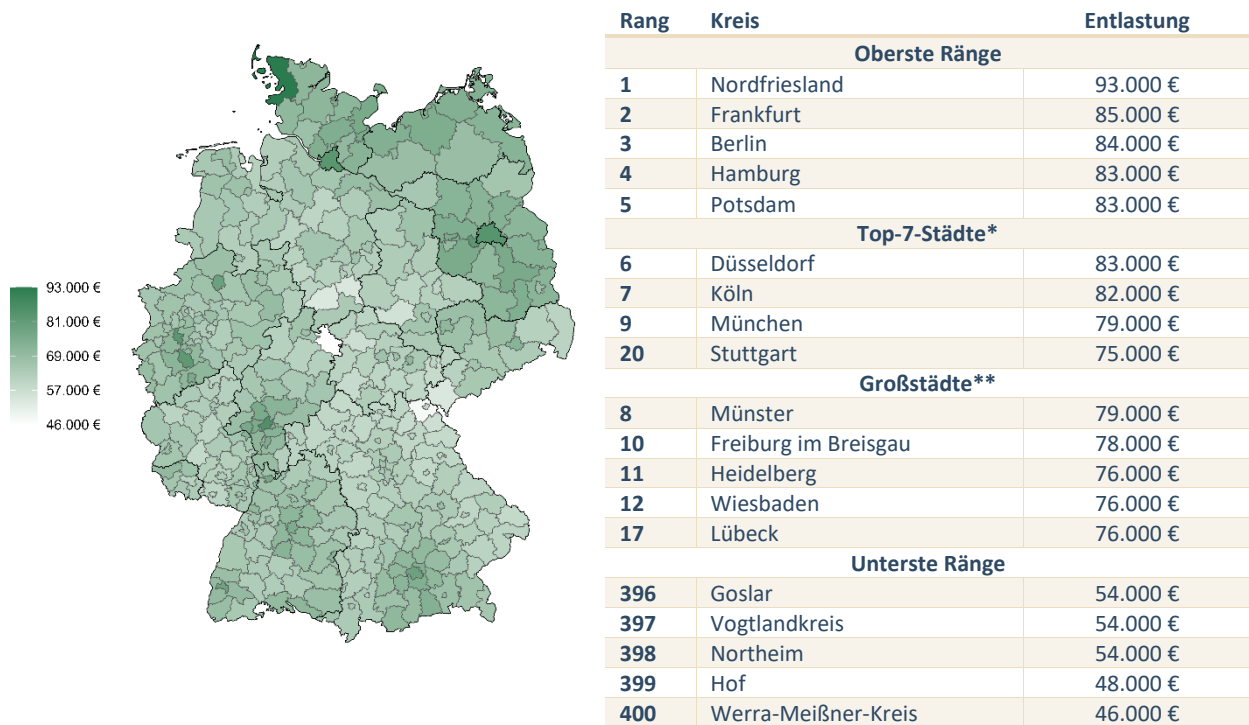 93.000 €
81.000 €
69.000 €
57.000 €
46.000 €
Rang Kreis Entlastung
Oberste Ränge
1 Nordfriesland 93.000 €
2 Frankfurt 85.000 €
3 Berlin 84.000 €
4 Hamburg 83.000 €
5 Potsdam 83.000 €
Top-7-Städte*
6 Düsseldorf 83.000 €
7 Köln 82.000 €
9 München 79.000 €
20 Stuttgart 75.000 €
Großstädte**
8 Münster 79.000 €
10 Freiburg im Breisgau 78.000 €
11 Heidelberg 76.000 €
12 Wiesbaden 76.000 €
17 Lübeck 76.000 €
Unterste Ränge
396 Goslar 54.000 €
397 Vogtlandkreis 54.000 €
398 Northeim 54.000 €
399 Hof 48.000 €
400 Werra-Meißner-Kreis 46.000 €